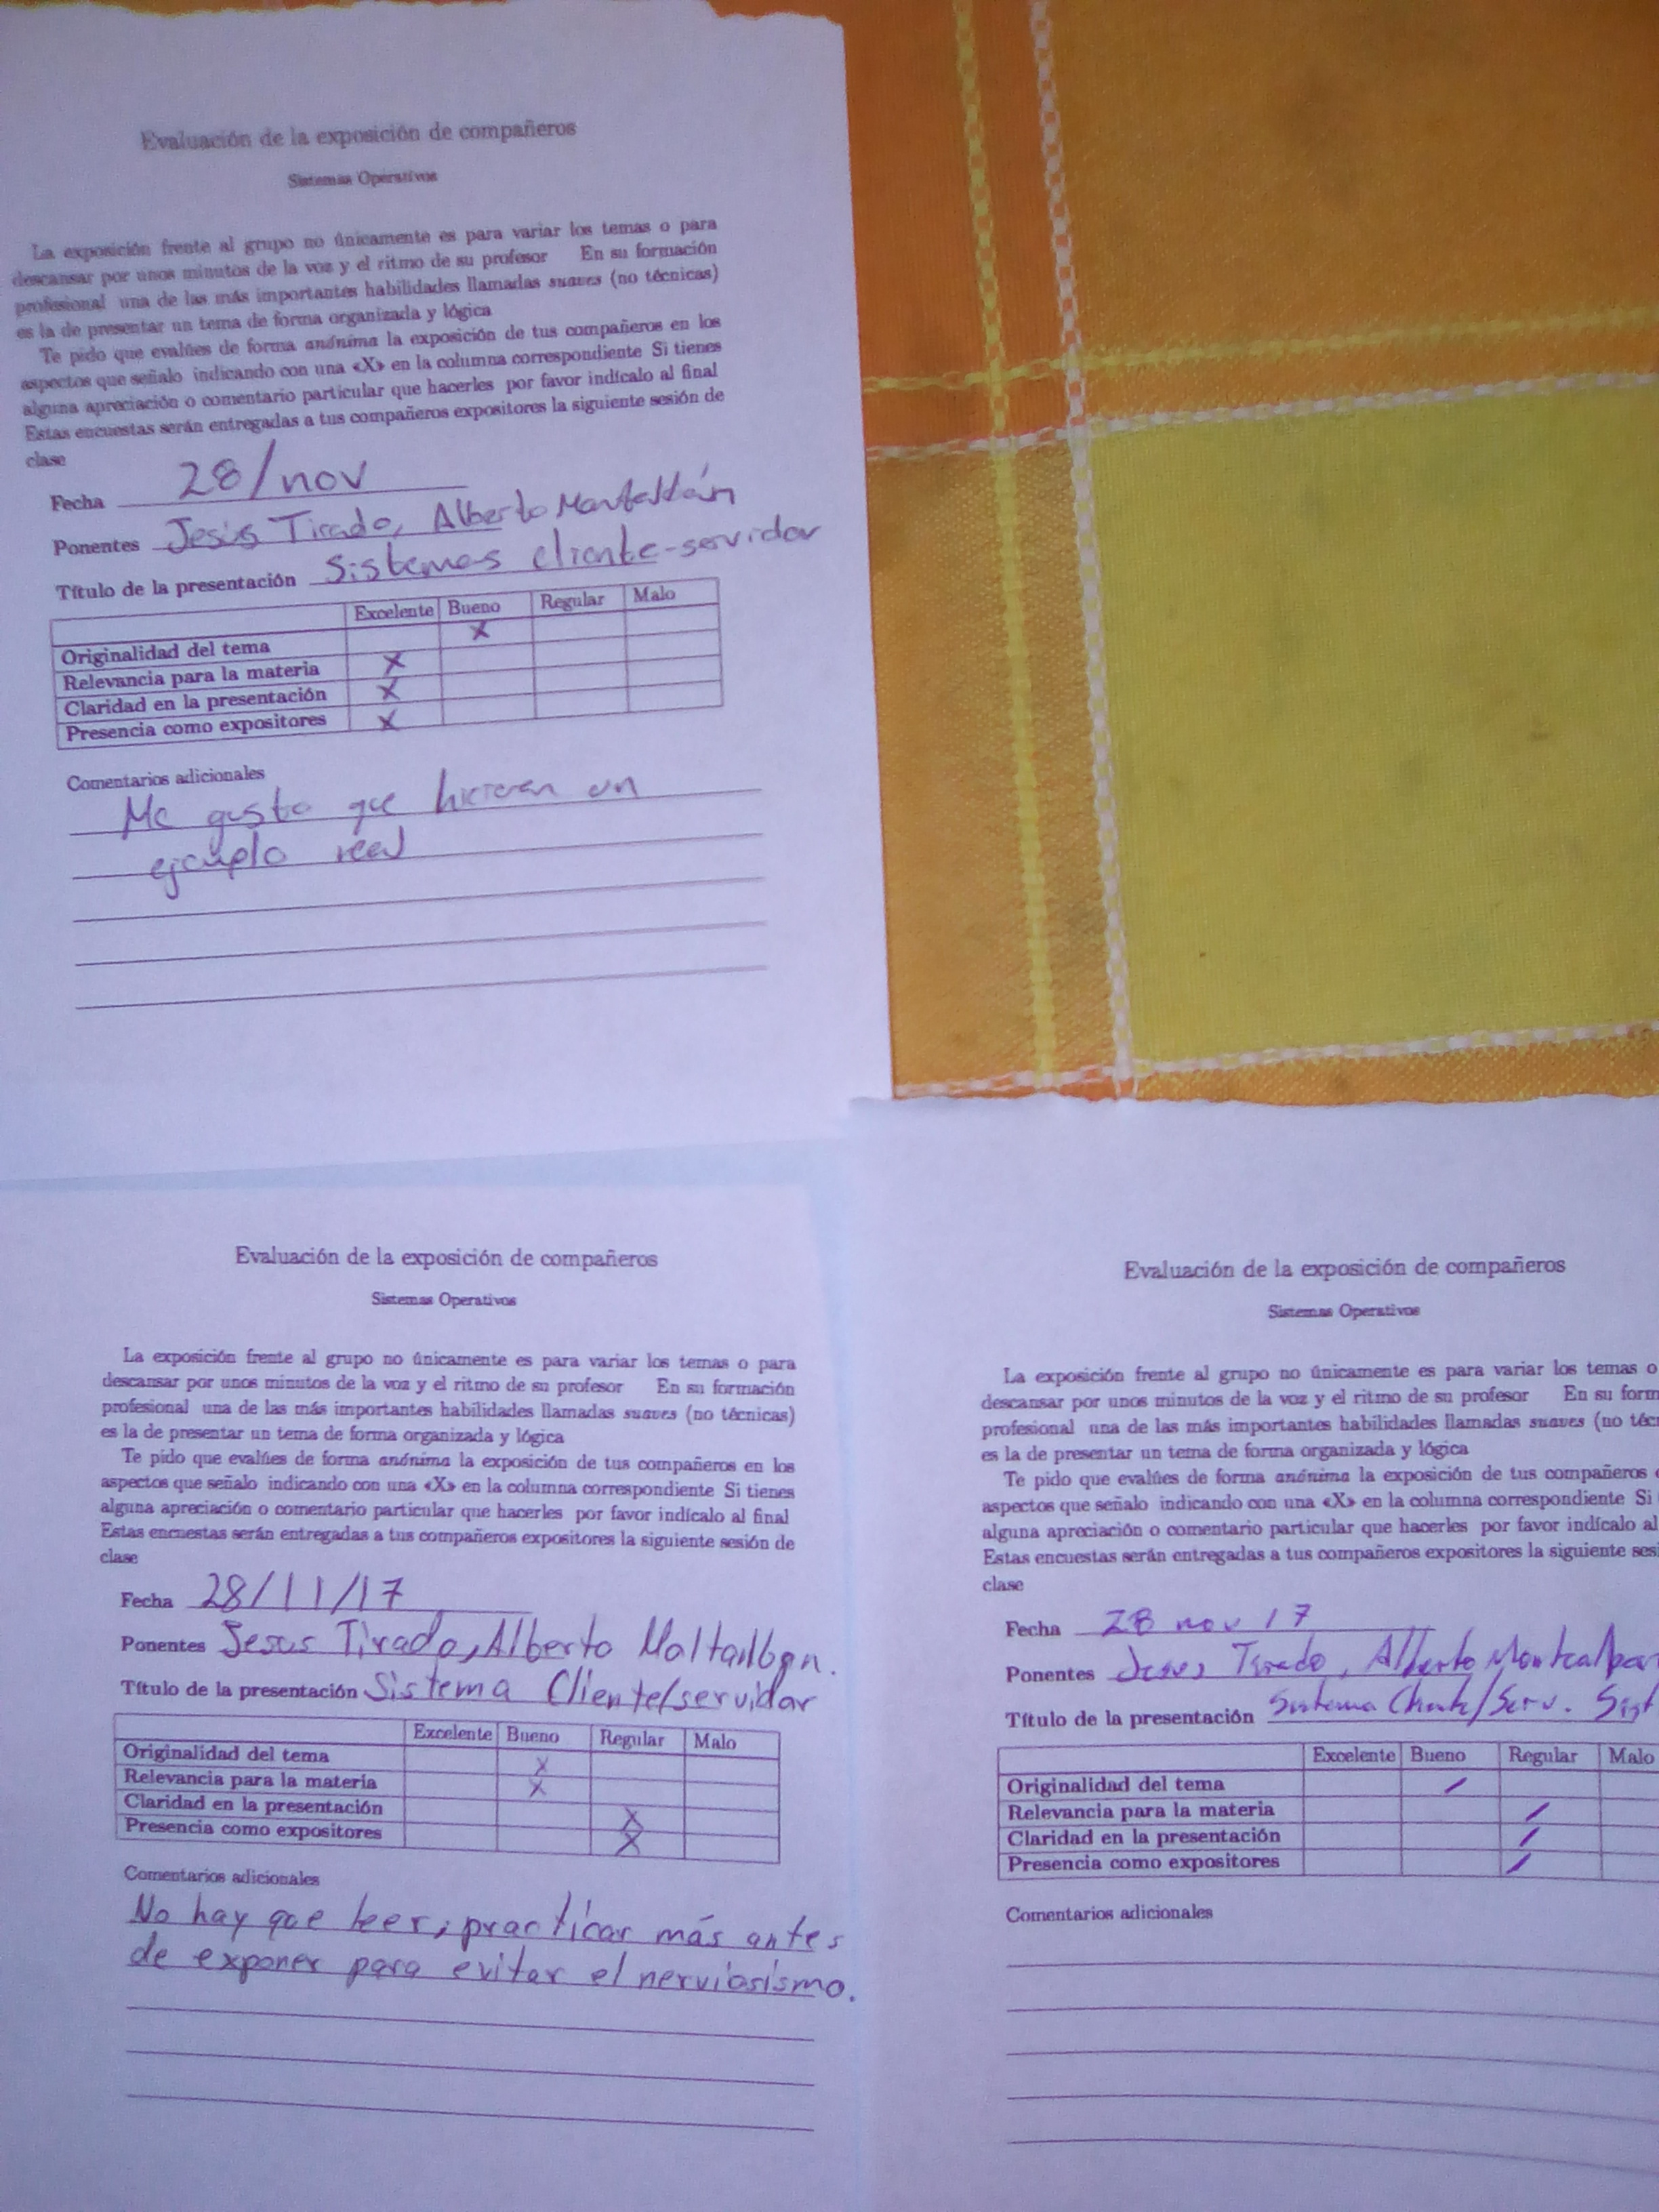 Evaluación de la exposición de compañeros
Sistemas Operativos
La exposición frente al grupo no únicamente es para variar los temas o para
descansar por unos minutos de la voz y el ritmo de su profesor En su formación
profesional una de las más importantes habilidades llamadas suaves (no técnicas)
es la de presentar un tema de forma organizada y lógica
Te pido que evalúes de forma anónima la exposición de tus compañeros en los
aspectos que señalo indicando con una «X» en la columna correspondiente Si tienes
alguna apreciación o comentario particular que hacerles por favor indícalo al final
Estas encuestas serán entregadas a tus compañeros expositores la siguiente sesión de
clase
Fecha 28/nov
Ponentes Jesús Tirado, Alberto
Título de la presentación Sistemas cliente-servidor
Excelente Bueno Regular Malo
Originalidad del tema X
Relevancia para la materia X
Claridad en la presentación X
Presencia como expositores X
Comentarios adicionales
Me gusto que hicieran un
ejemplo real
Evaluación de la exposición de compañeros
Sistemas Operativos
La exposición frente al grupo no únicamente es para variar los temas o para
descansar por unos minutos de la voz y el ritmo de su profesor En su formación
profesional una de las más importantes habilidades llamadas suaves (no técnicas)
es la de presentar un tema de forma organizada y lógica
Te pido que evalúes de forma anónima la exposición de tus compañeros en los
aspectos que señalo indicando con una «X» en la columna correspondiente Si tienes
alguna apreciación o comentario particular que hacerles por favor indícalo al final
Estas encuestas serán entregadas a tus compañeros expositores la siguiente sesión de
clase
Fecha 28/11/17
Ponentes Jesus Tirado, Alberto
Título de la presentación Sistema Cliente/servidor
Excelente Bueno Regular Malo
Originalidad del tema X
Relevancia para la materia X
Claridad en la presentación X
Presencia como expositores X
Comentarios adicionales
No hay que leer, practicar más antes
de exponer para evitar el nerviosismo.
Evaluación de la exposición de compañeros
Sistemas Operativos
La exposición frente al grupo no únicamente es para variar los temas o
descansar por unos minutos de la voz y el ritmo de su profesor En su form
profesional una de las más importantes habilidades llamadas suaves (no téc
es la de presentar un tema de forma organizada y lógica
Te pido que evalúes de forma anónima la exposición de tus compañeros
aspectos que señalo indicando con una «X» en la columna correspondiente Si
alguna apreciación o comentario particular que hacerles por favor indícalo al
Estas encuestas serán entregadas a tus compañeros expositores la siguiente ses
clase
Fecha 28 nov 17
Ponentes Jesus Tirado, Alberto
Título de la presentación Sistema /Serv. Sist
Excelente Bueno Regular Malo
Originalidad del tema /
Relevancia para la materia /
Claridad en la presentación /
Presencia como expositores /
Comentarios adicionales